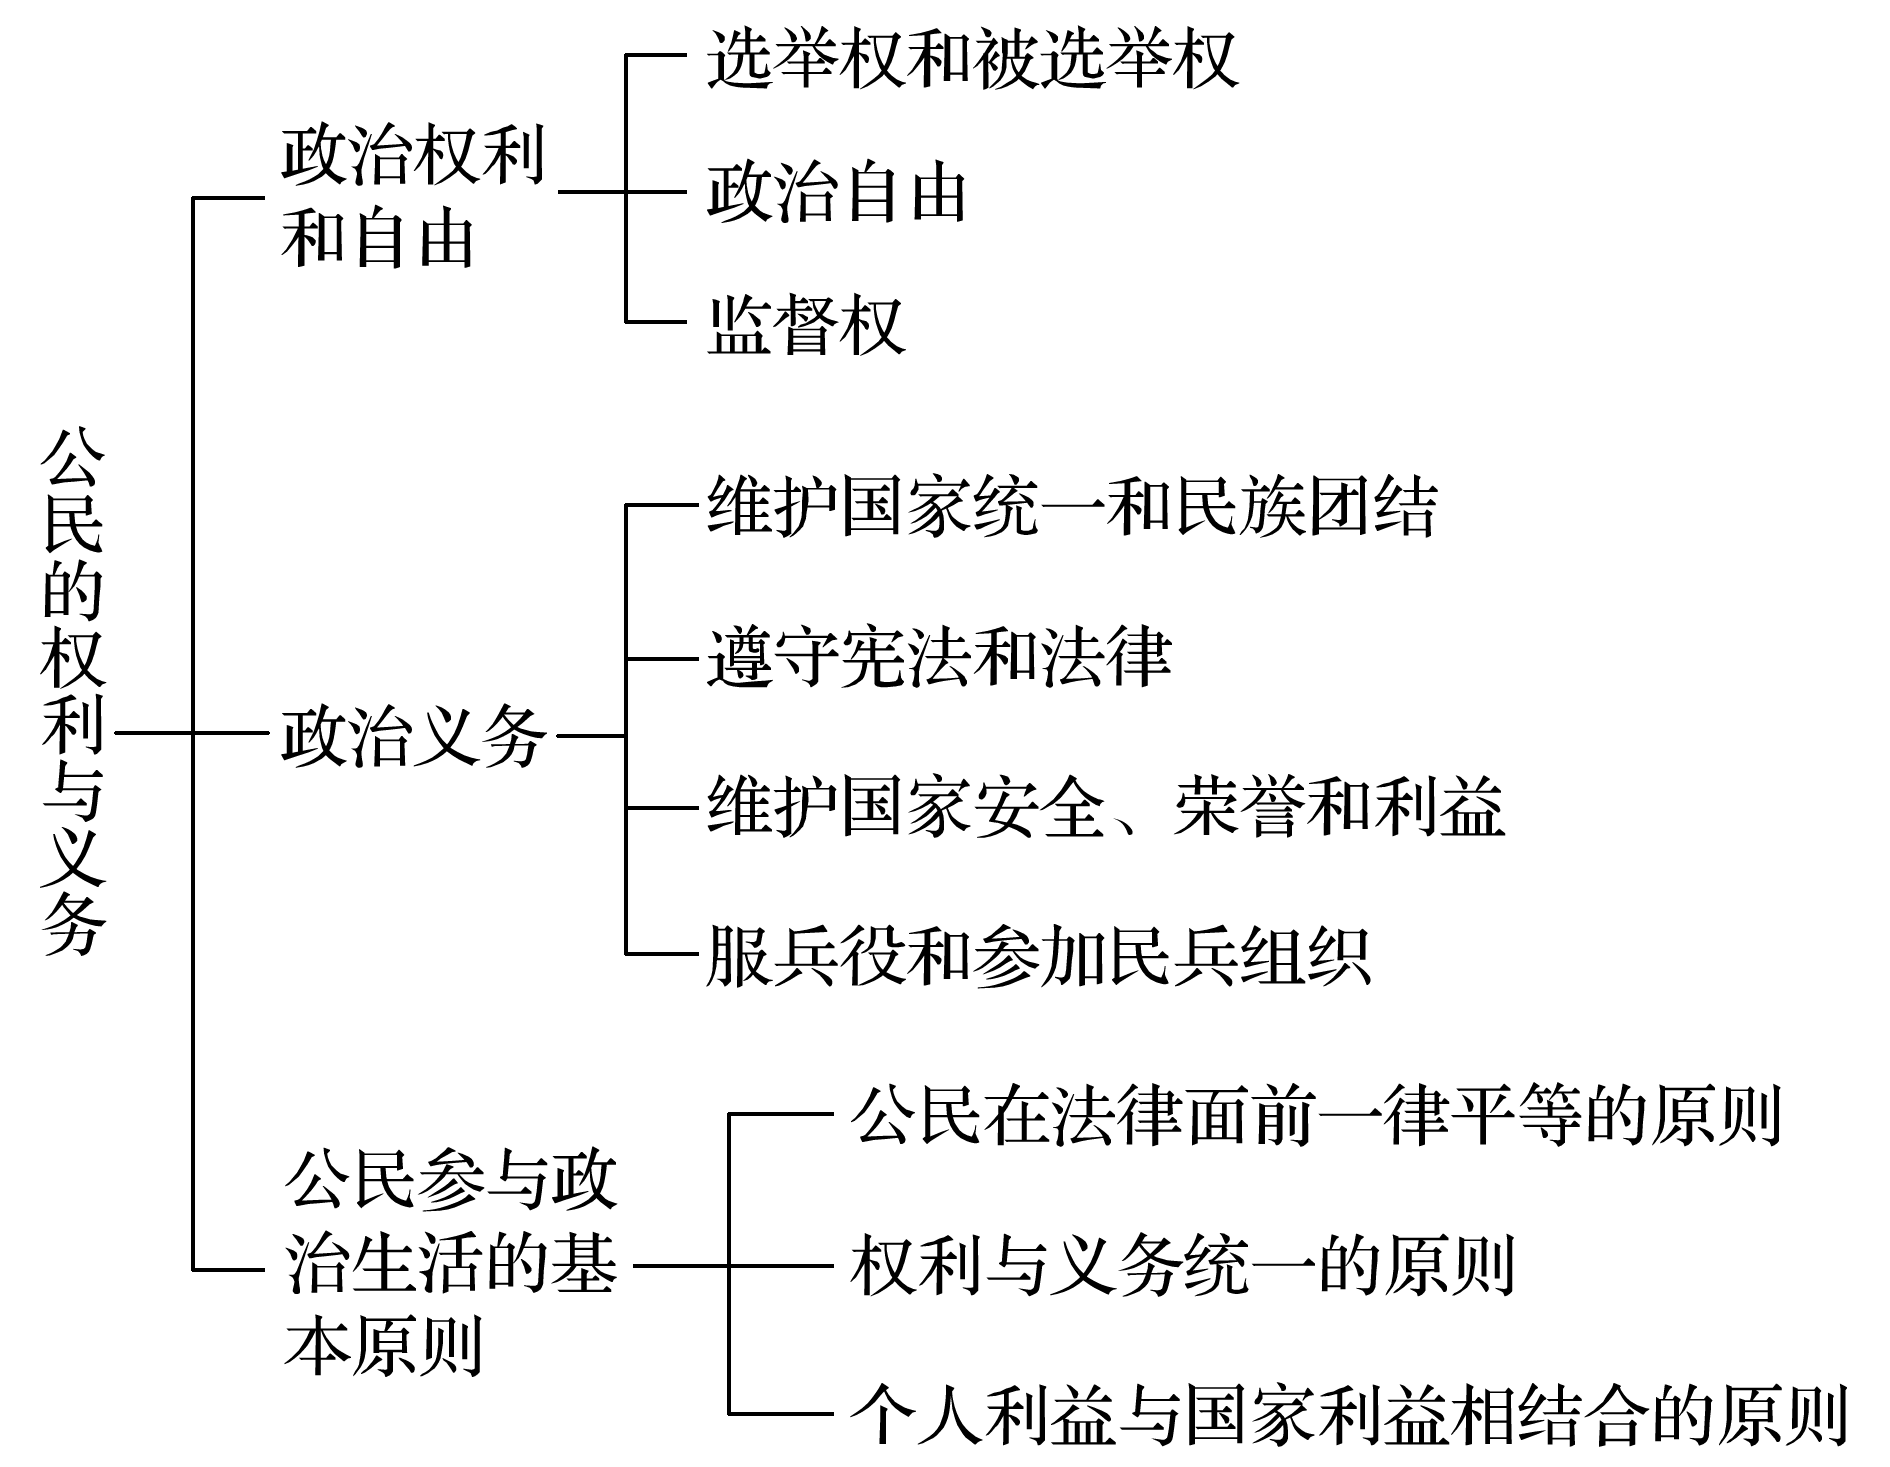 公民的权利与义务
政治权利
和自由
选举权和被选举权
政治自由
监督权
政治义务
维护国家统一和民族团结
遵守宪法和法律
维护国家安全、荣誉和利益
服兵役和参加民兵组织
公民参与政
治生活的基
本原则
公民在法律面前一律平等的原则
权利与义务统一的原则
个人利益与国家利益相结合的原则